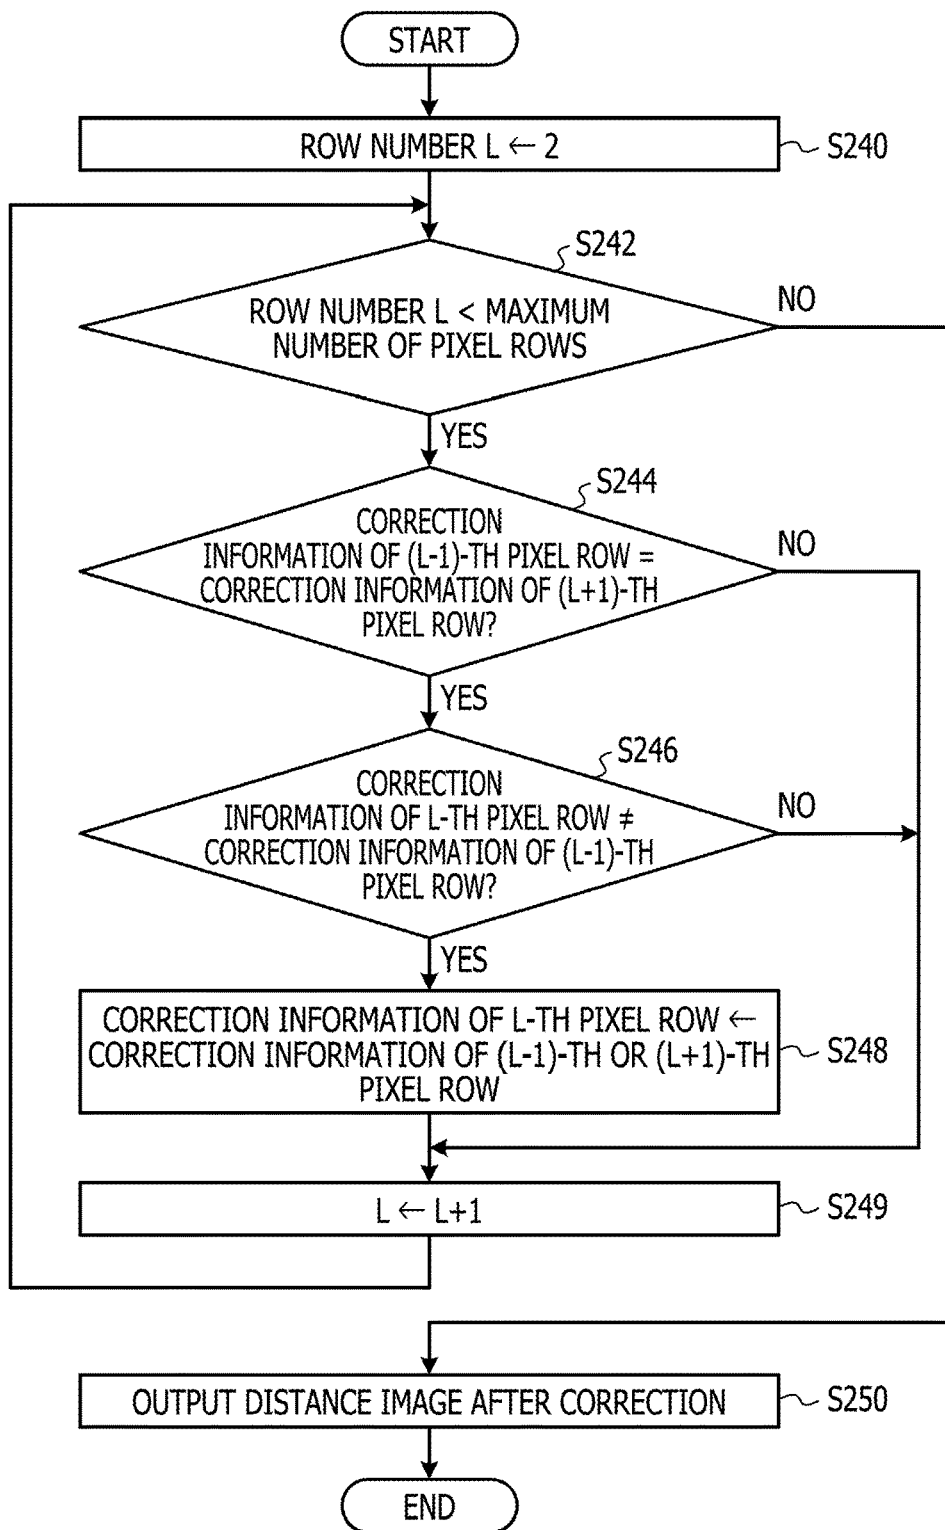 START
ROW NUMBER L ← 2
S240
S242
ROW NUMBER L < MAXIMUM
NUMBER OF PIXEL ROWS
NO
YES
S244
CORRECTION
INFORMATION OF (L-1)-TH PIXEL ROW =
CORRECTION INFORMATION OF (L+1)-TH
PIXEL ROW?
NO
YES
S246
CORRECTION
INFORMATION OF L-TH PIXEL ROW ≠
CORRECTION INFORMATION OF (L-1)-TH
PIXEL ROW?
NO
YES
CORRECTION INFORMATION OF L-TH PIXEL ROW ←
CORRECTION INFORMATION OF (L-1)-TH OR (L+1)-TH
PIXEL ROW
S248
L ← L+1
S249
OUTPUT DISTANCE IMAGE AFTER CORRECTION
S250
END